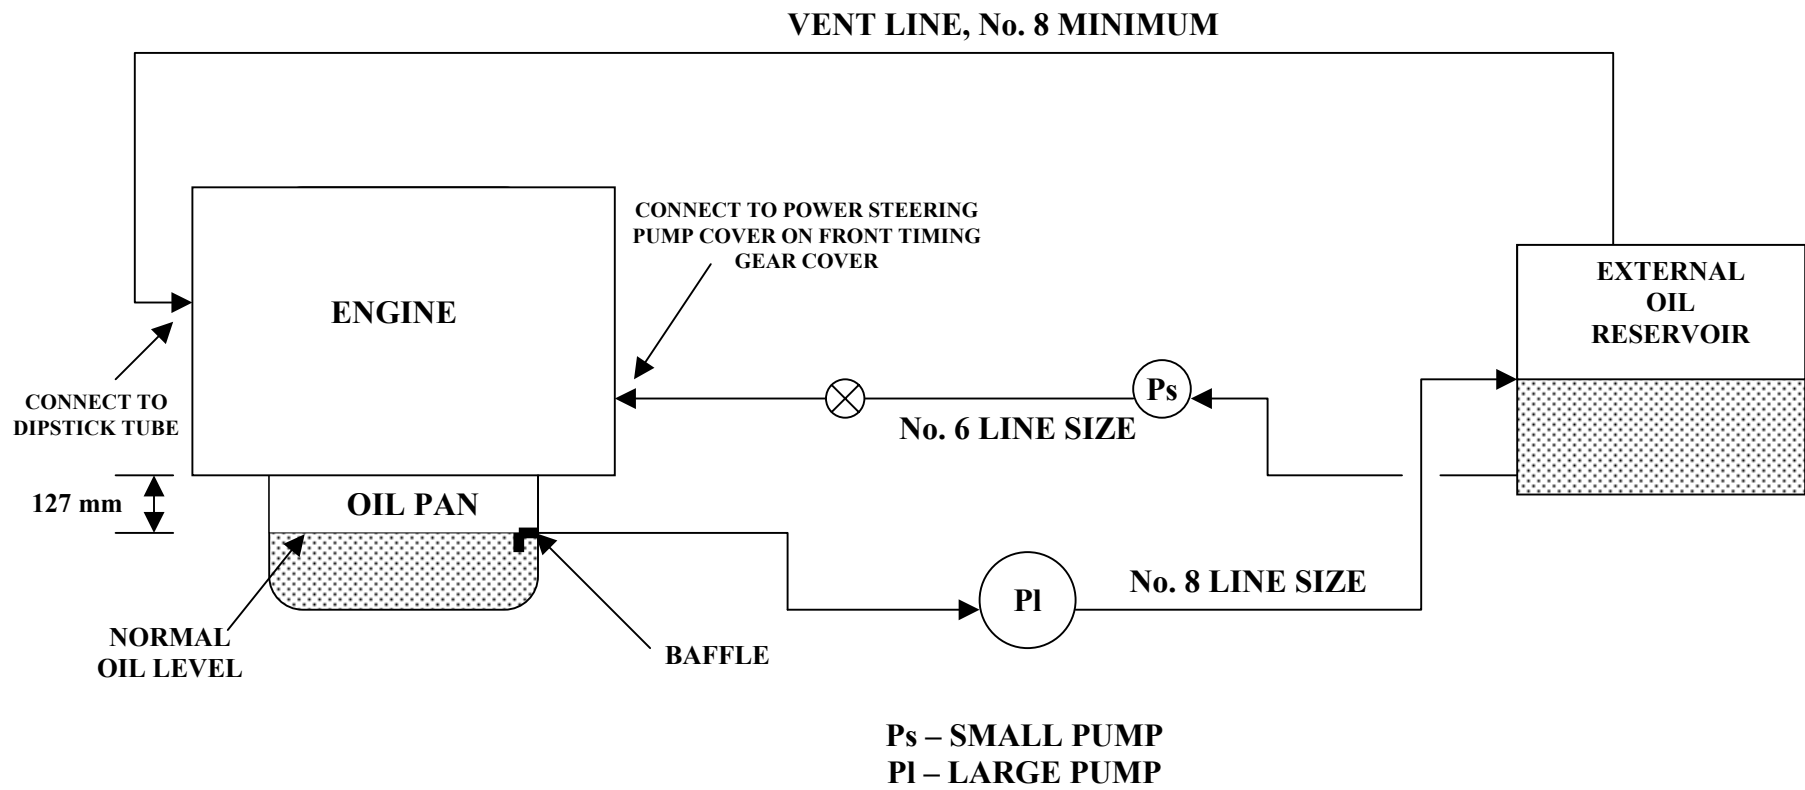 VENT LINE, No. 8 MINIMUM
CONNECT TO POWER STEERING
PUMP COVER ON FRONT TIMING
GEAR COVER
ENGINE
EXTERNAL
OIL
RESERVOIR
CONNECT TO
DIPSTICK TUBE
Ps
No. 6 LINE SIZE
127 mm
OIL PAN
Pl
No. 8 LINE SIZE
NORMAL
OIL LEVEL
BAFFLE
Ps – SMALL PUMP
Pl – LARGE PUMP